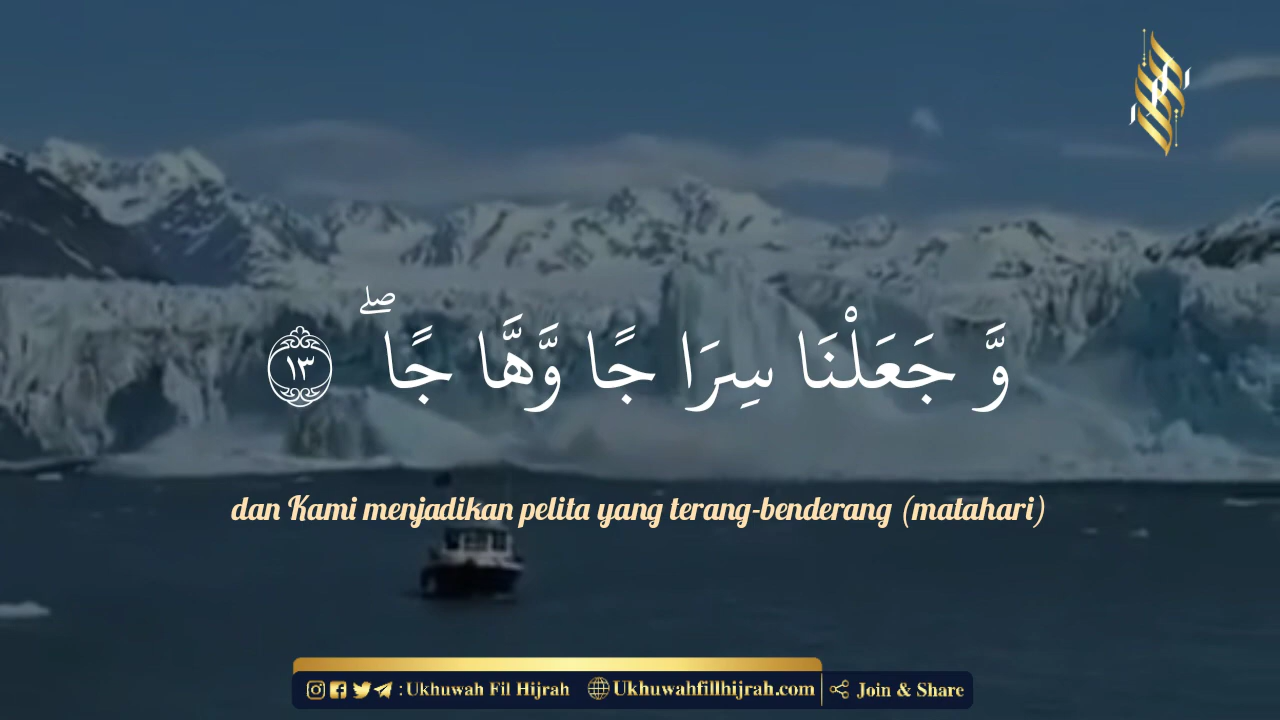 وَّ جَعَلْنَا سِرَا جًا وَّهَّا جًا ۖ ١٣
dan Kami menjadikan pelita yang terang-benderang (matahari)
: Ukhuwah Fil Hijrah Ukhuwahfillhijrah.com Join & Share